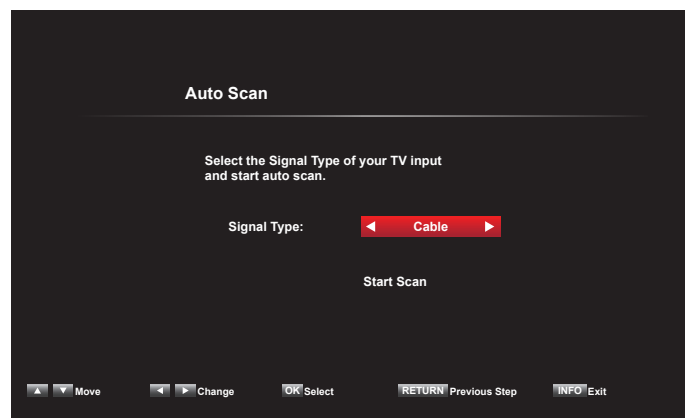 Auto Scan
Select the Signal Type of your TV input
and start auto scan.
Signal Type: Cable
Start Scan
Move Change OK Select RETURN Previous Step INFO Exit